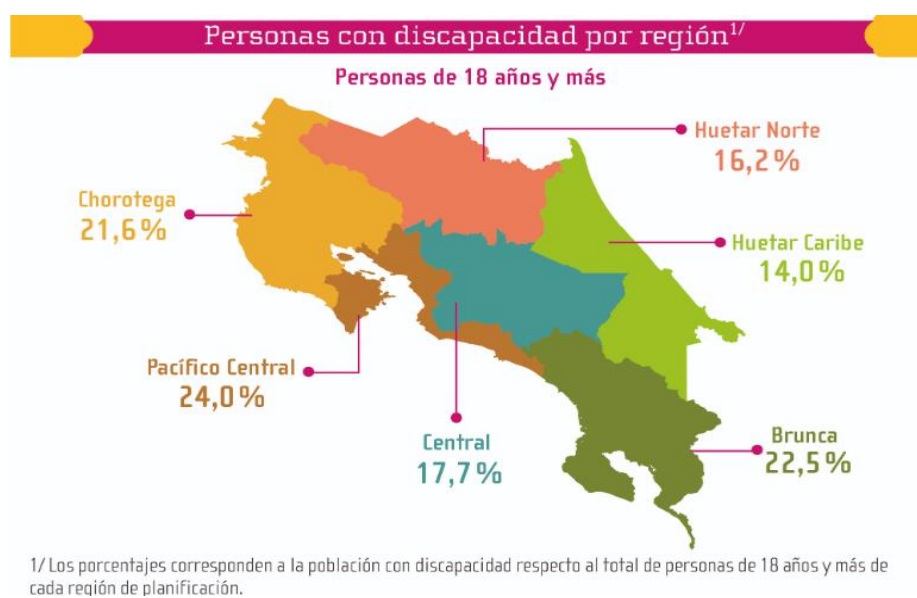 Personas con discapacidad por región1/
Personas de 18 años y más
Huetar Norte
16,2%
Chorotega
21,6%
Huetar Caribe
14,0%
Pacífico Central
24,0%
Central
17,7%
Brunca
22,5%
1/ Los porcentajes corresponden a la población con discapacidad respecto al total de personas de 18 años y más de
cada región de planificación.